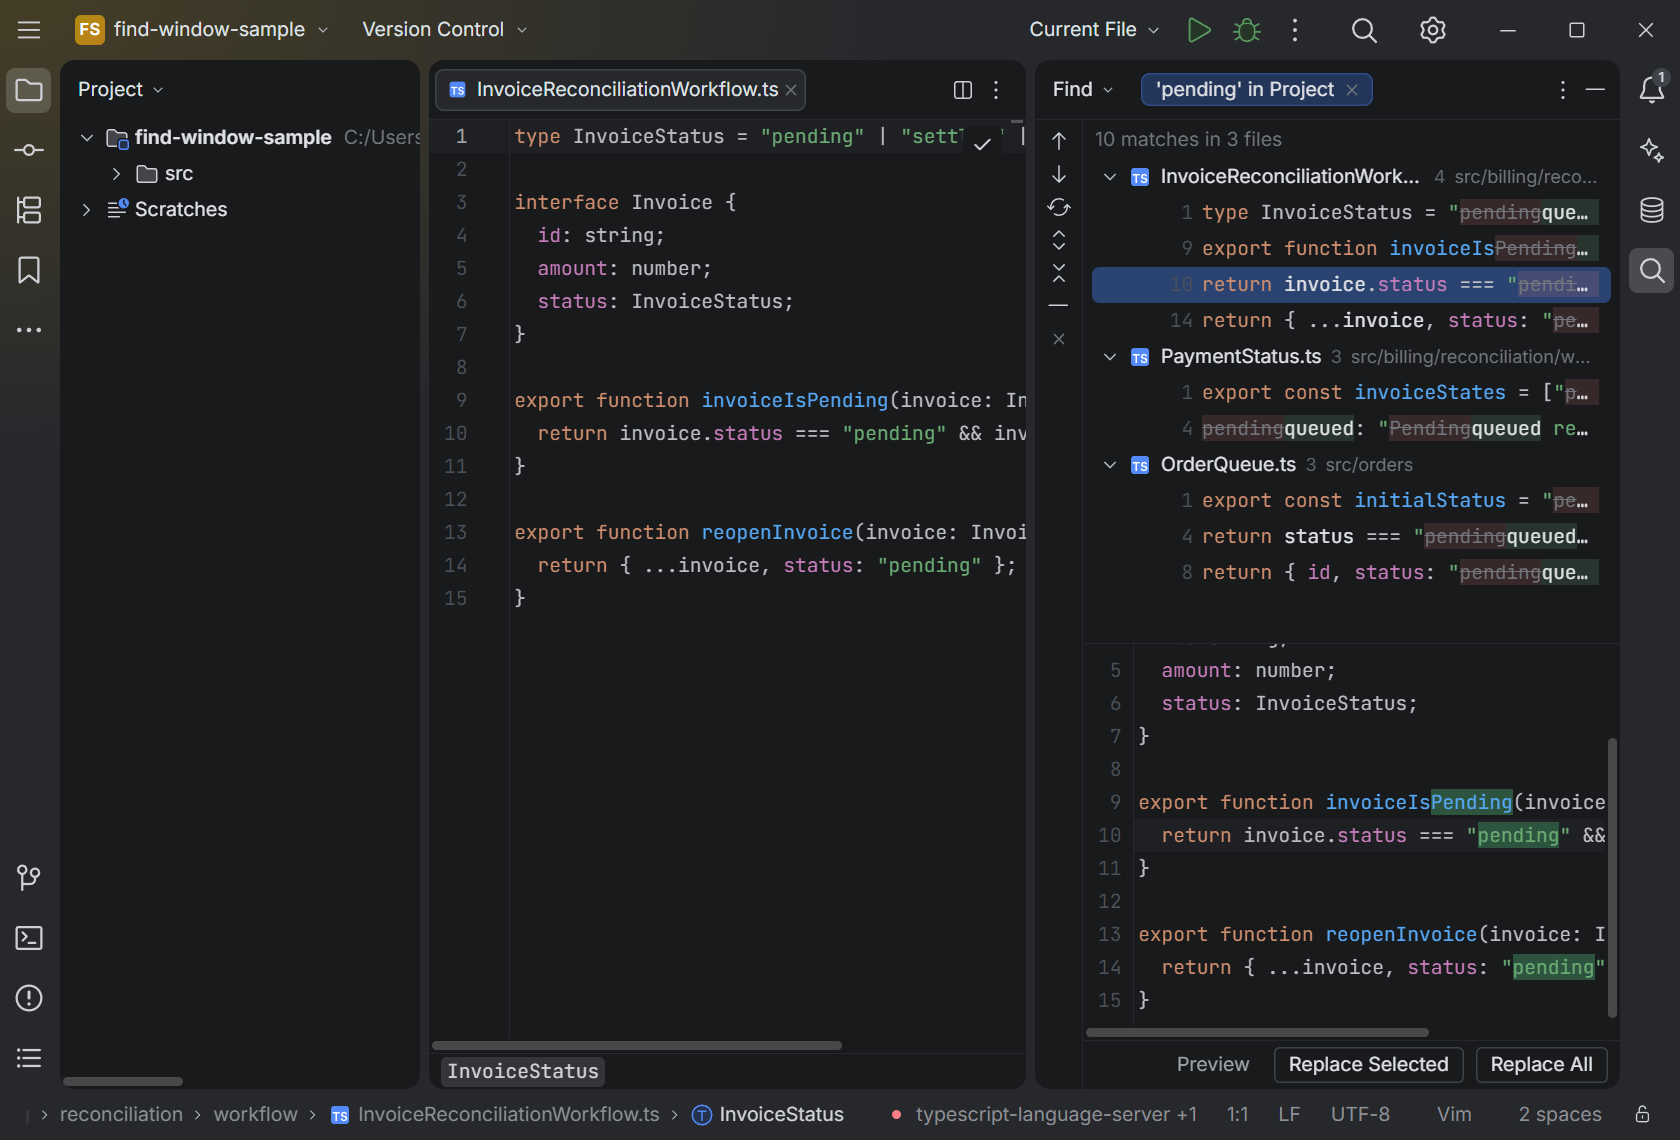 FS find-window-sample Version Control Current File
Project
find-window-sample C:/Users
src
Scratches
TS InvoiceReconciliationWorkflow.ts
1 type InvoiceStatus = "pending" |
2
3 interface Invoice {
4 id: string;
5 amount: number;
6 status: InvoiceStatus;
7 }
8
9 export function invoiceIsPending(invoice: In
10 return invoice.status === "pending" && inv
11 }
12
13 export function reopenInvoice(invoice: Invoi
14 return { ...invoice, status: "pending" };
15 }
InvoiceStatus
Find 'pending' in Project
10 matches in 3 files
TS InvoiceReconciliationWork... 4 src/billing/reco...
1 type InvoiceStatus = "pendingque...
9 export function invoiceIsPending...
10 return invoice.status === "pendi...
14 return { ...invoice, status: "pe...
TS PaymentStatus.ts 3 src/billing/reconciliation/w...
1 export const invoiceStates = ["p...
4 pendingqueued: "Pendingqueued re...
TS OrderQueue.ts 3 src/orders
1 export const initialStatus = "pe...
4 return status === "pendingqueued...
8 return { id, status: "pendingque...
5 amount: number;
6 status: InvoiceStatus;
7 }
8
9 export function invoiceIsPending(invoice
10 return invoice.status === "pending" &&
11 }
12
13 export function reopenInvoice(invoice: I
14 return { ...invoice, status: "pending"
15 }
Preview Replace Selected Replace All
1
reconciliation workflow TS InvoiceReconciliationWorkflow.ts T InvoiceStatus typescript-language-server +1 1:1 LF UTF-8 Vim 2 spaces